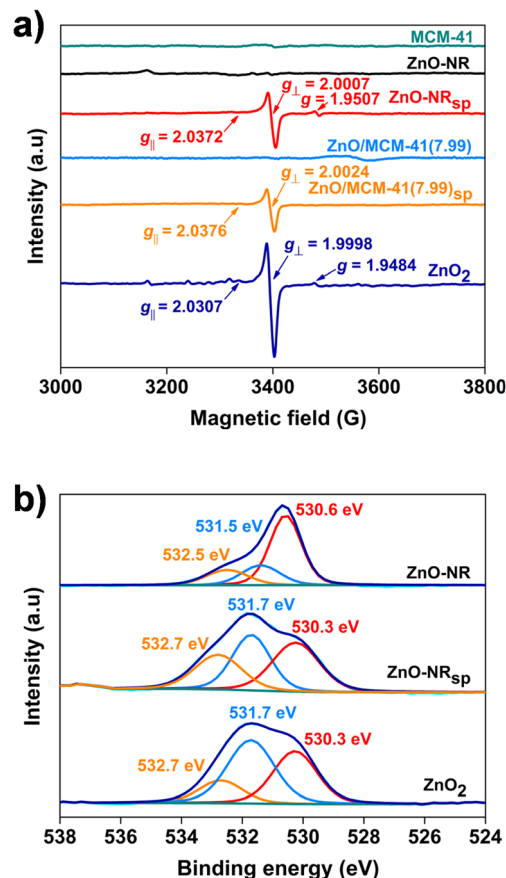 a)
MCM-41
ZnO-NR
g⊥ = 2.0007
g = 1.9507
ZnO-NRsp
g|| = 2.0372
ZnO/MCM-41(7.99)
g⊥ = 2.0024
ZnO/MCM-41(7.99)sp
g|| = 2.0376
g⊥ = 1.9998
g = 1.9484
ZnO2
g|| = 2.0307
Intensity (a.u)
3000 3200 3400 3600 3800
Magnetic field (G)
b)
530.6 eV
531.5 eV
532.5 eV
ZnO-NR
531.7 eV
532.7 eV
530.3 eV
ZnO-NRsp
531.7 eV
532.7 eV
530.3 eV
ZnO2
Intensity (a.u)
538 536 534 532 530 528 526 524
Binding energy (eV)